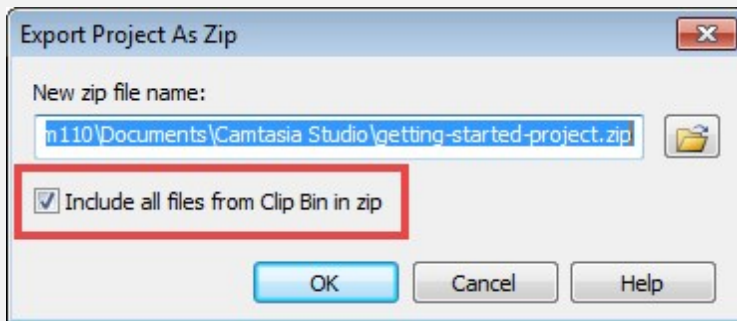 Export Project As Zip
New zip file name:
m110\Documents\Camtasia Studio\getting-started-project.zip
Include all files from Clip Bin in zip
OK Cancel Help